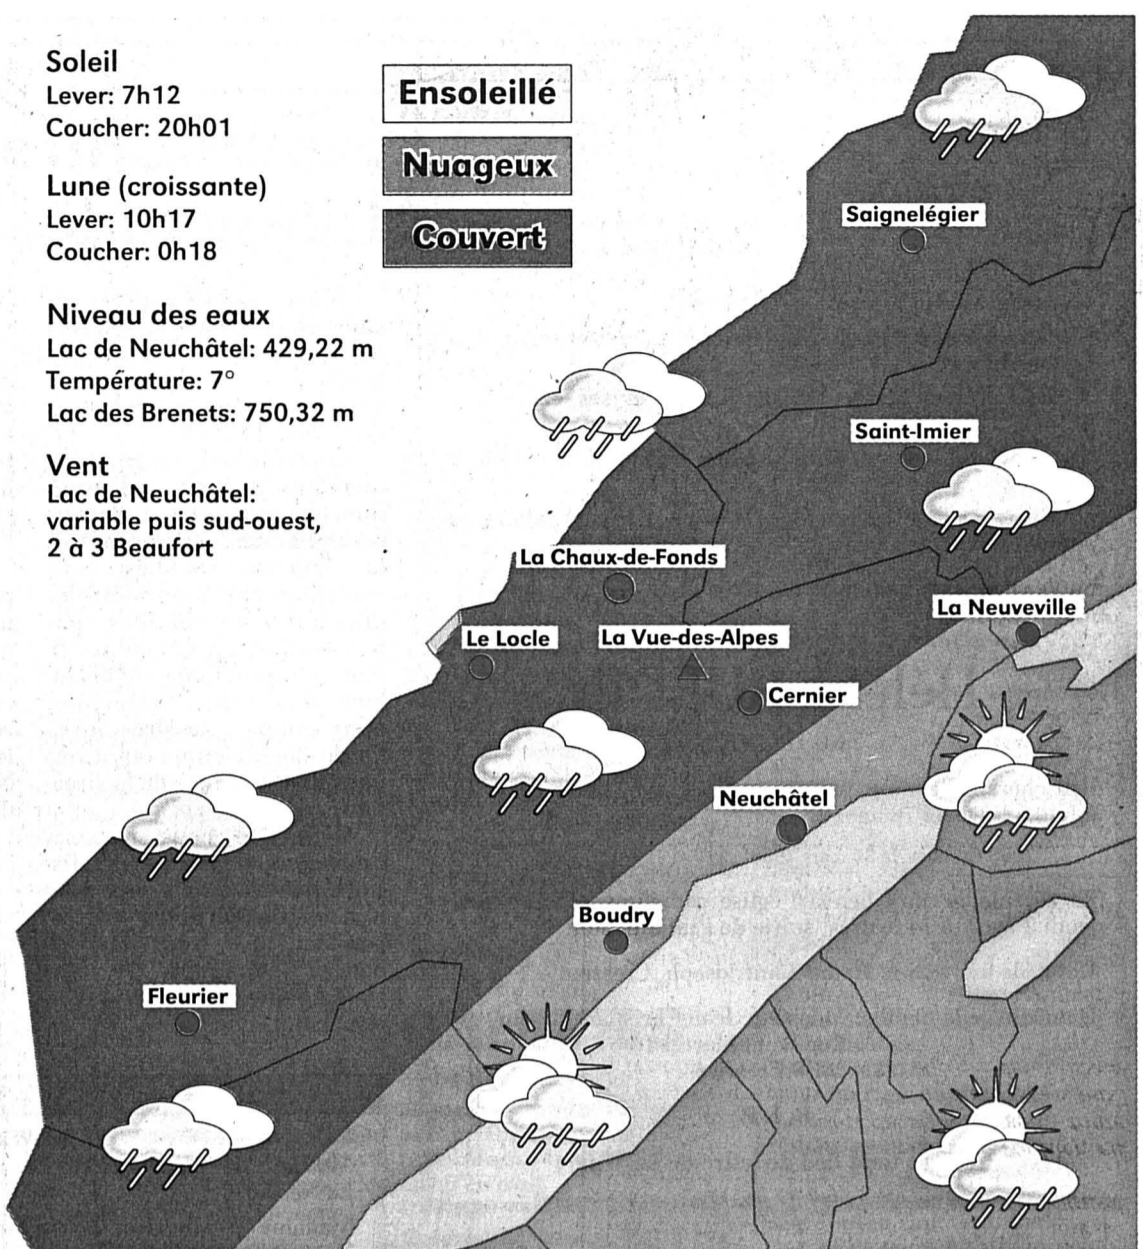 Soleil
Lever: 7h12
Coucher: 20h01
Lune (croissante)
Lever: 10h17
Coucher: 0h18
Niveau des eaux
Lac de Neuchâtel: 429,22 m
Température: 7°
Lac des Brenets: 750,32 m
Vent
Lac de Neuchâtel:
variable puis sud-ouest,
2 à 3 Beaufort
Ensoleillé
Nuageux
Couvert
Saignelégier
Saint-Imier
La Chaux-de-Fonds
La Neuveville
Le Locle
La Vue-des-Alpes
Cernier
Neuchâtel
Boudry
Fleurier